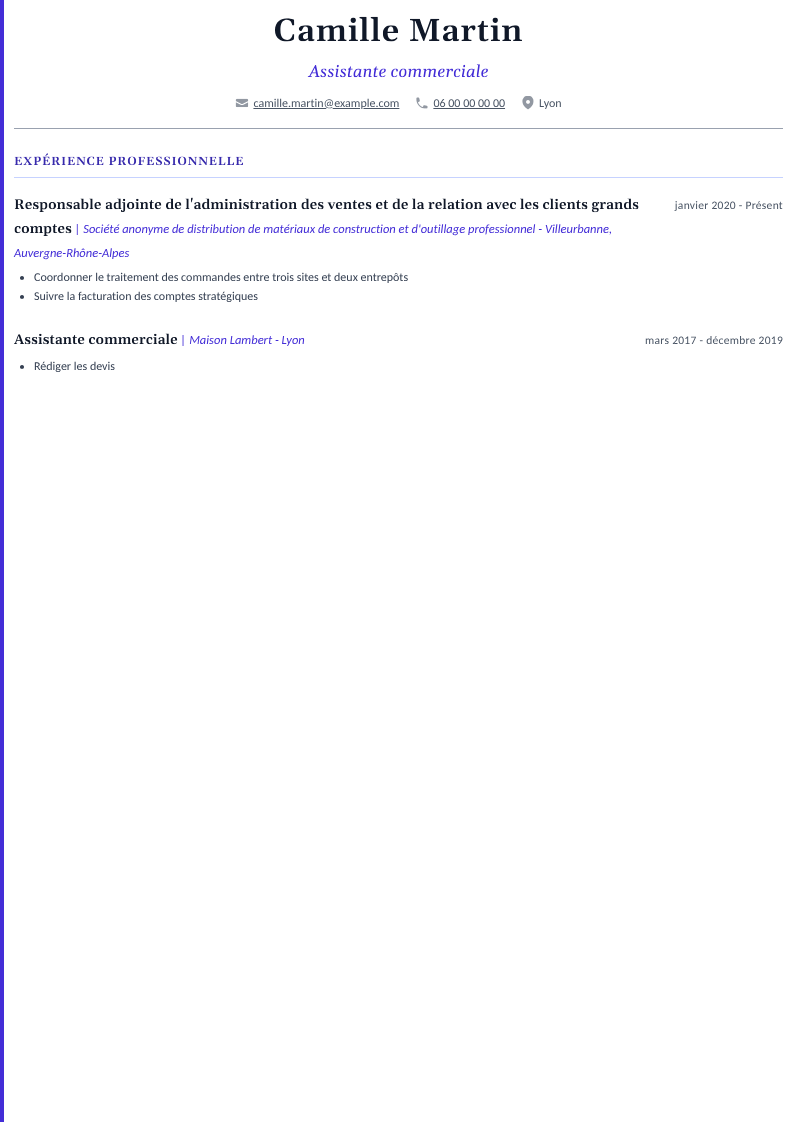 Camille Martin
Assistante commerciale
camille.martin@example.com 06 00 00 00 00 Lyon
EXPÉRIENCE PROFESSIONNELLE
Responsable adjointe de l'administration des ventes et de la relation avec les clients grands janvier 2020 - Présent
comptes | Société anonyme de distribution de matériaux de construction et d'outillage professionnel - Villeurbanne,
Auvergne-Rhône-Alpes
• Coordonner le traitement des commandes entre trois sites et deux entrepôts
• Suivre la facturation des comptes stratégiques
Assistante commerciale | Maison Lambert - Lyon mars 2017 - décembre 2019
• Rédiger les devis